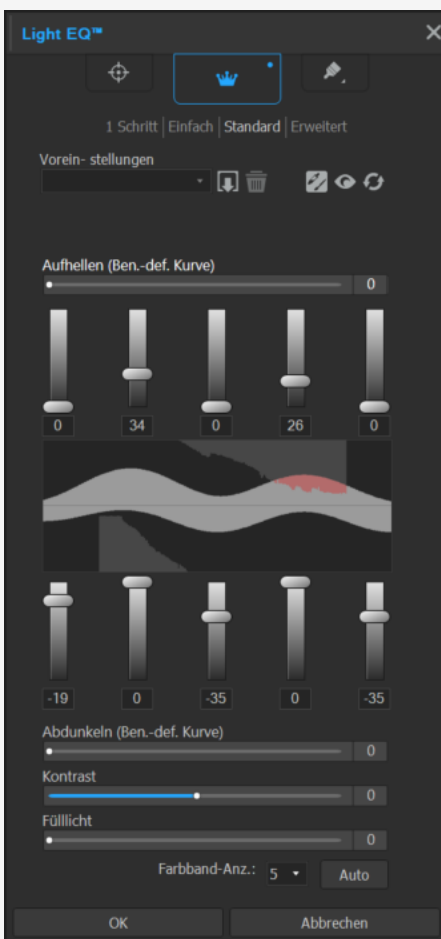 Light EQ™
1 Schritt | Einfach | Standard | Erweitert
Vorein- stellungen
Aufhellen (Ben.-def. Kurve)
0
0 34 0 26 0
-19 0 -35 0 -35
Abdunkeln (Ben.-def. Kurve)
0
Kontrast
0
Fülllicht
0
Farbband-Anz.: 5 Auto
OK Abbrechen